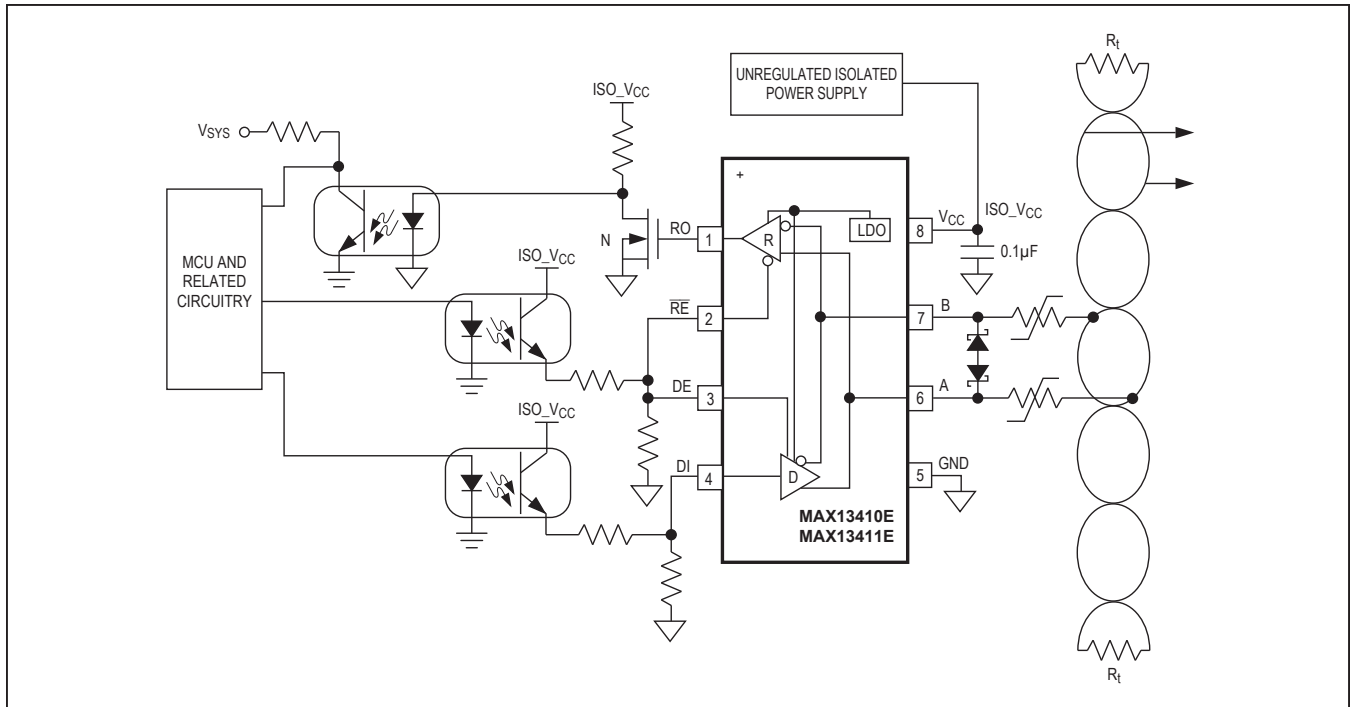 Rt
UNREGULATED ISOLATED
POWER SUPPLY
ISO_VCC
VSYS
+
LDO
VCC
ISO_VCC
8
0.1µF
N
RO
1
R
MCU AND
RELATED
CIRCUITRY
ISO_VCC
RE
2
B
7
DE
3
A
6
ISO_VCC
DI
4
D
GND
5
MAX13410E
MAX13411E
Rt